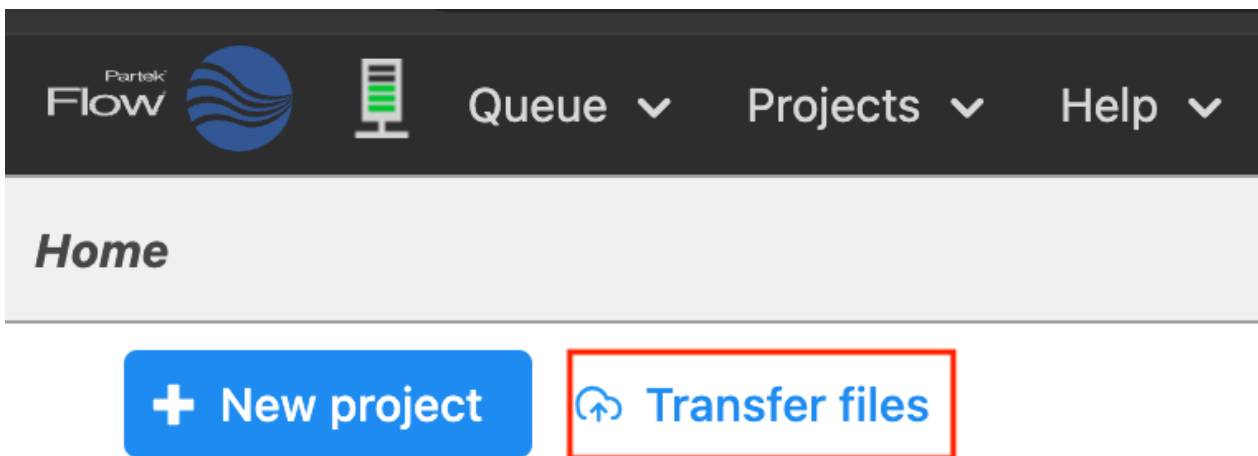 Partek
Flow
Queue Projects Help
Home
+ New project Transfer files